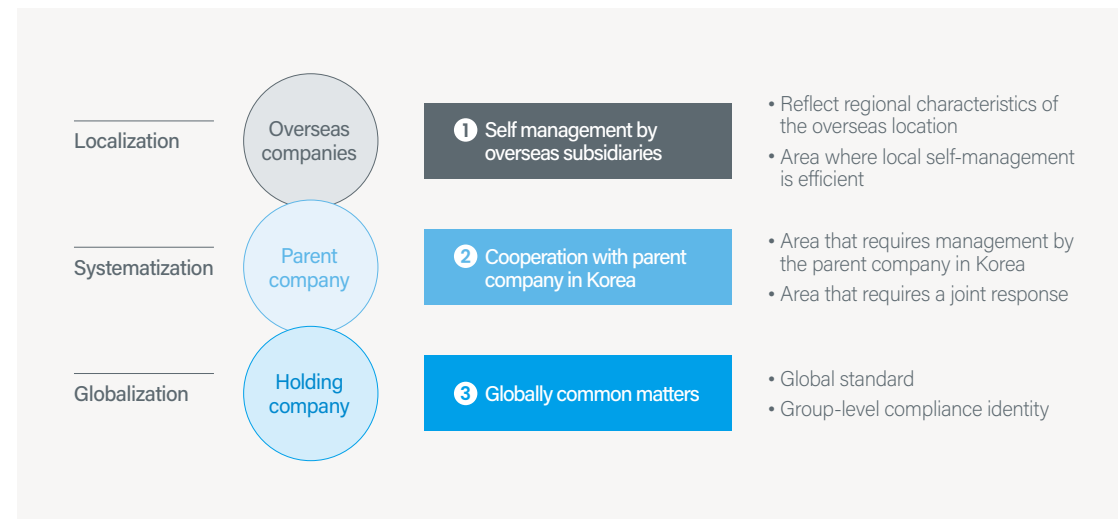 Localization
Overseas
companies
1 Self management by
overseas subsidiaries
• Reflect regional characteristics of
the overseas location
• Area where local self-management
is efficient
Systematization
Parent
company
2 Cooperation with parent
company in Korea
• Area that requires management by
the parent company in Korea
• Area that requires a joint response
Globalization
Holding
company
3 Globally common matters
• Global standard
• Group-level compliance identity